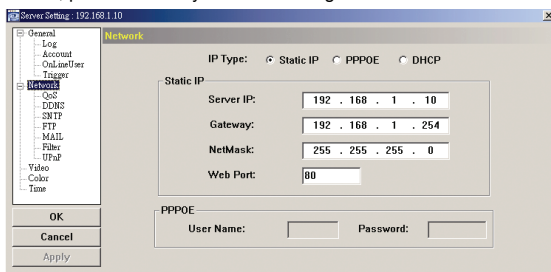 Server Setting : 192.168.1.10
General
Log
Account
OnLineUser
Trigger
Network
QoS
DDNS
SNTP
FTP
MAIL
Filter
UPnP
Video
Color
Time
OK
Cancel
Apply
Network
IP Type: Static IP PPPOE DHCP
Static IP
Server IP: 192 . 168 . 1 . 10
Gateway: 192 . 168 . 1 . 254
NetMask: 255 . 255 . 255 . 0
Web Port: 80
PPPOE
User Name: Password: